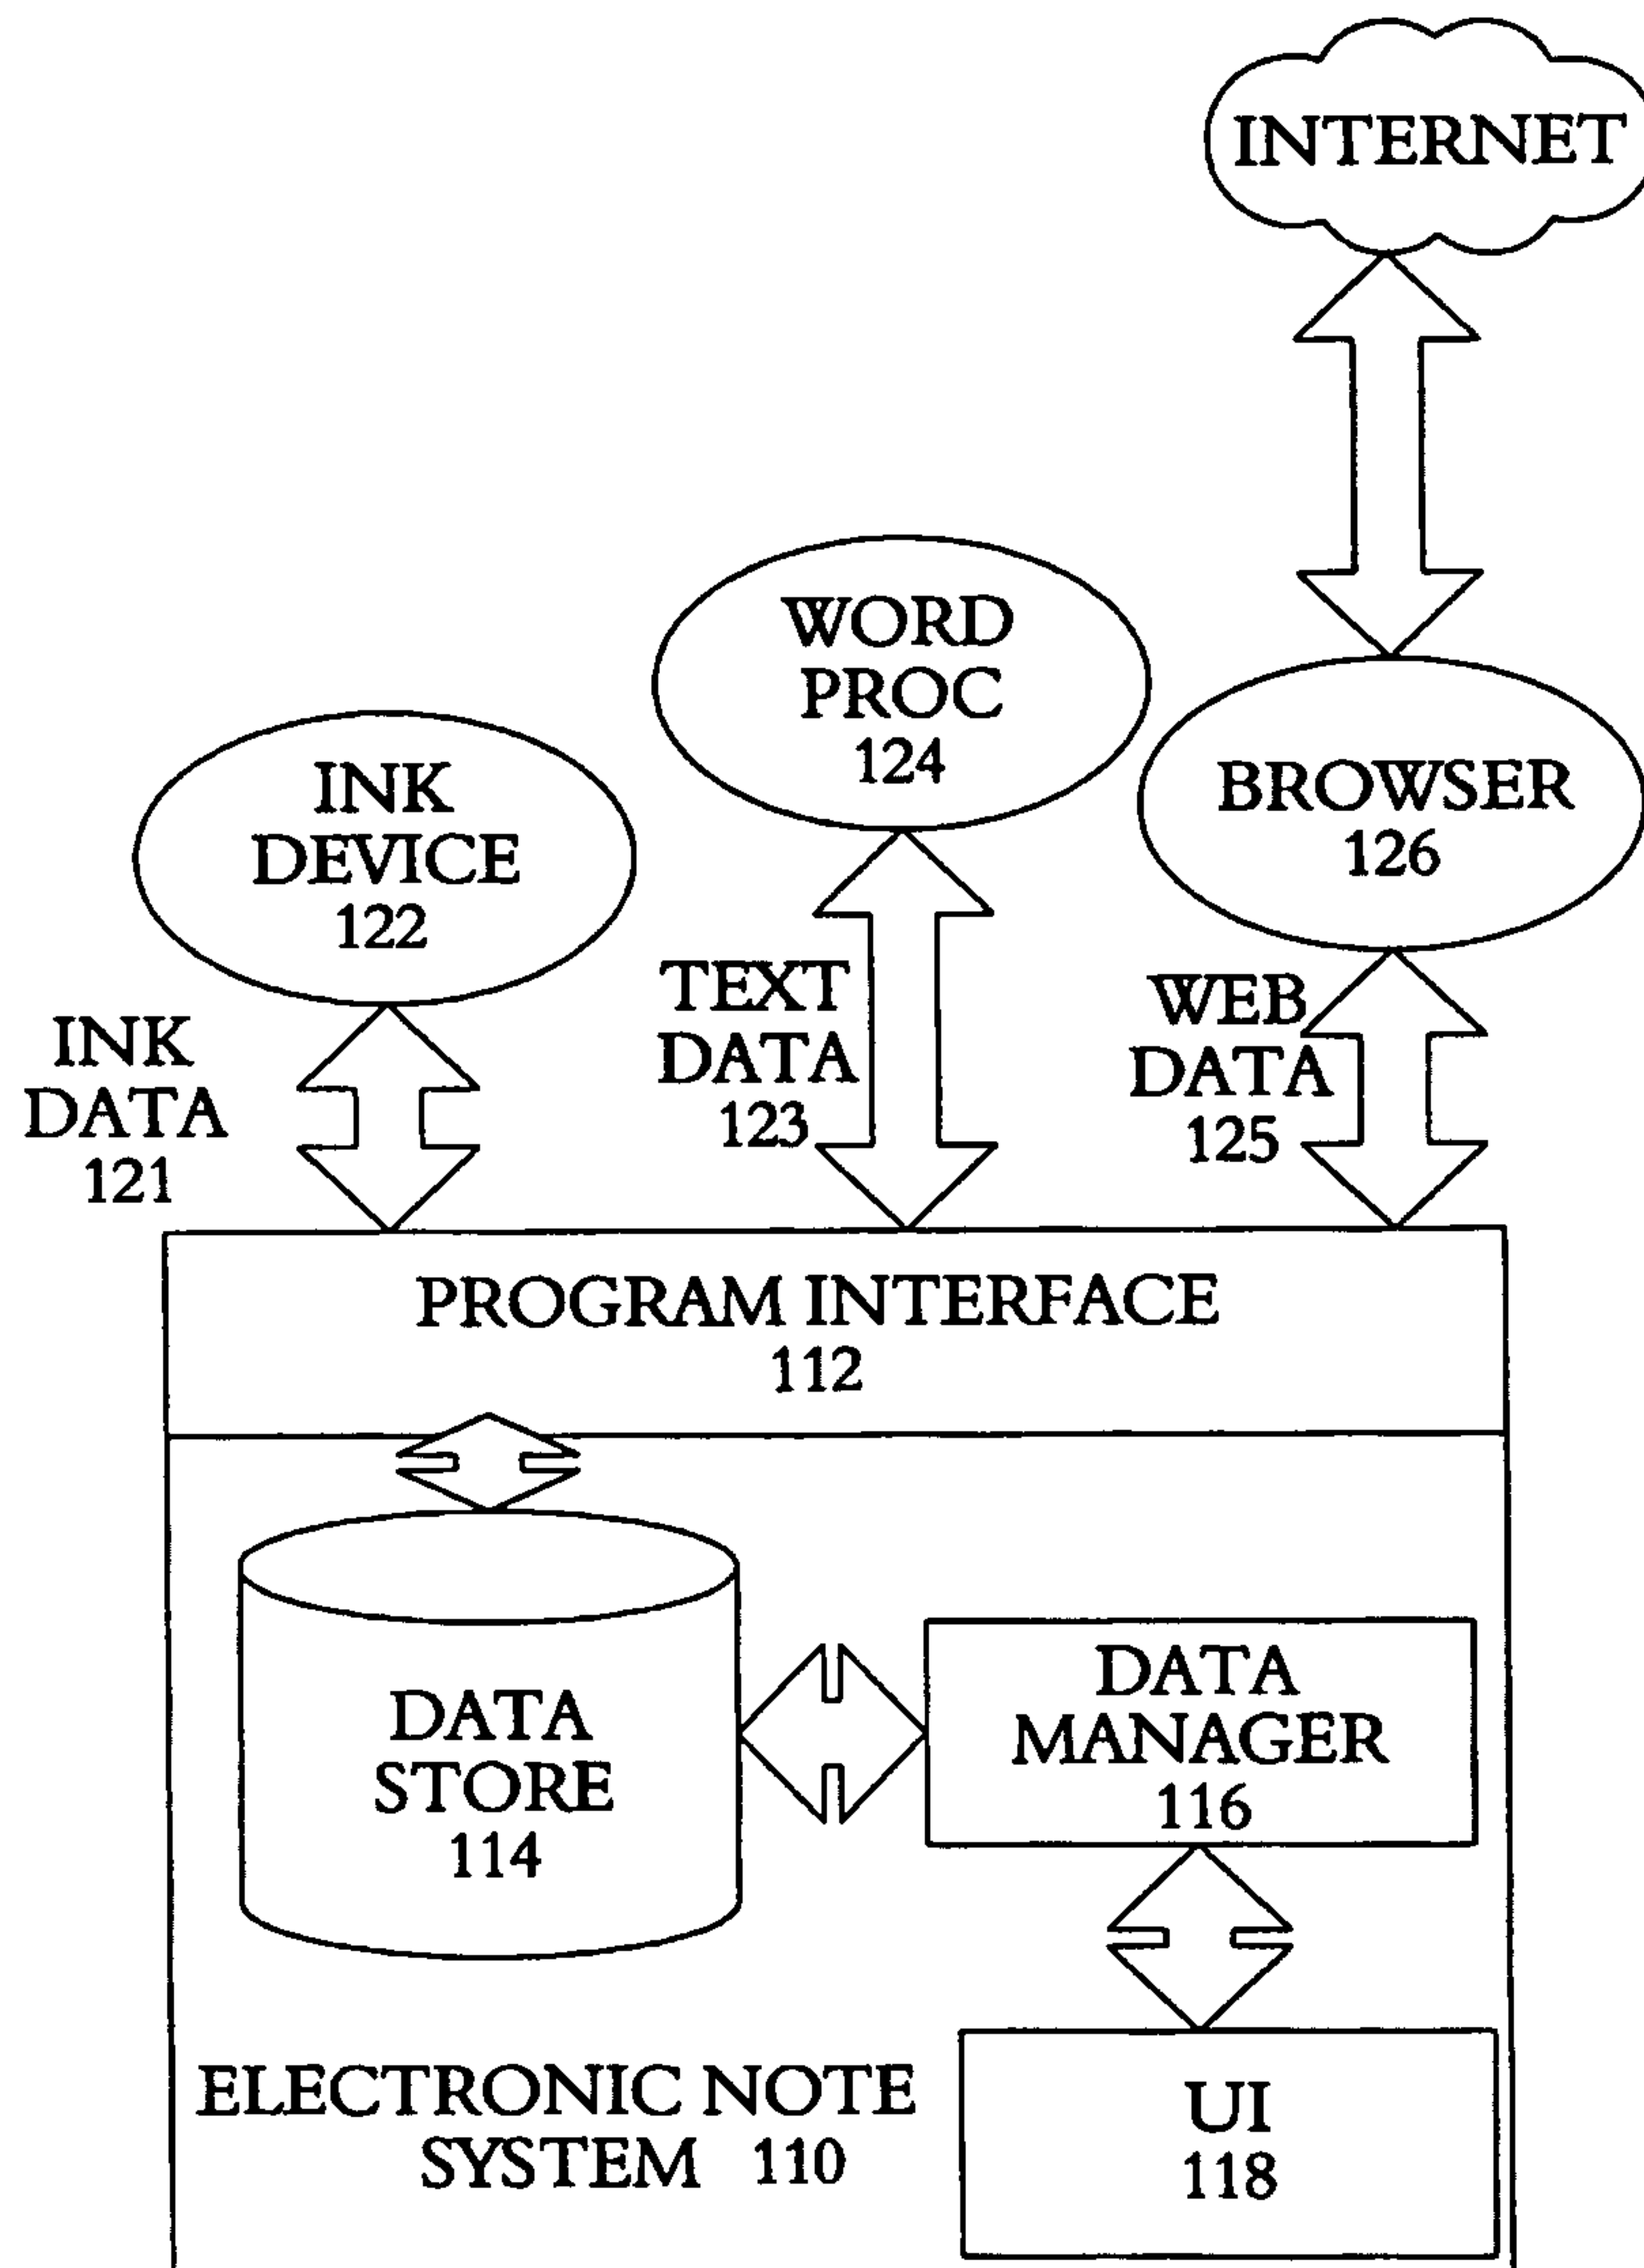 INTERNET
WORD
PROC
124
INK
DEVICE
122
BROWSER
126
INK
DATA
121
TEXT
DATA
123
WEB
DATA
125
PROGRAM INTERFACE
112
DATA
STORE
114
DATA
MANAGER
116
ELECTRONIC NOTE
SYSTEM 110
UI
118